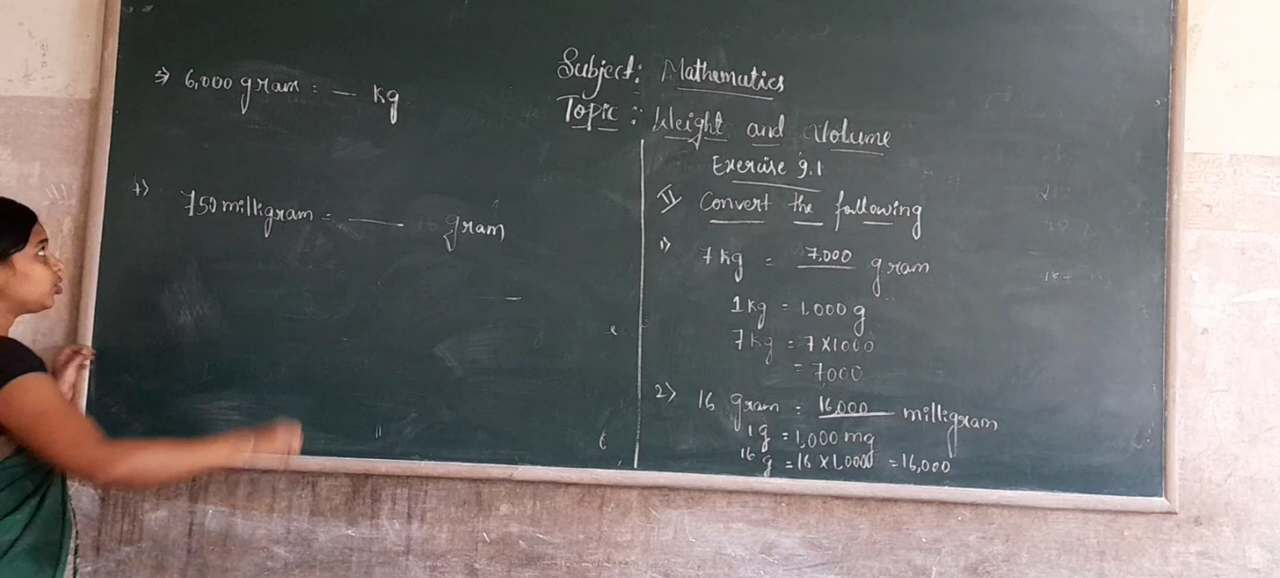 Subject: Mathematics
Topic : Weight and Volume
Exercise 9.1
II Convert the following
1) 7 kg = 7,000 gram
1 kg = 1,000 g
7 kg = 7 X 1000
= 7000
2) 16 gram = 16,000 milligram
1 g = 1,000 mg
16 g = 16 X 1,000 = 16,000
3) 6,000 gram = — kg
4) 750 milligram = —— gram